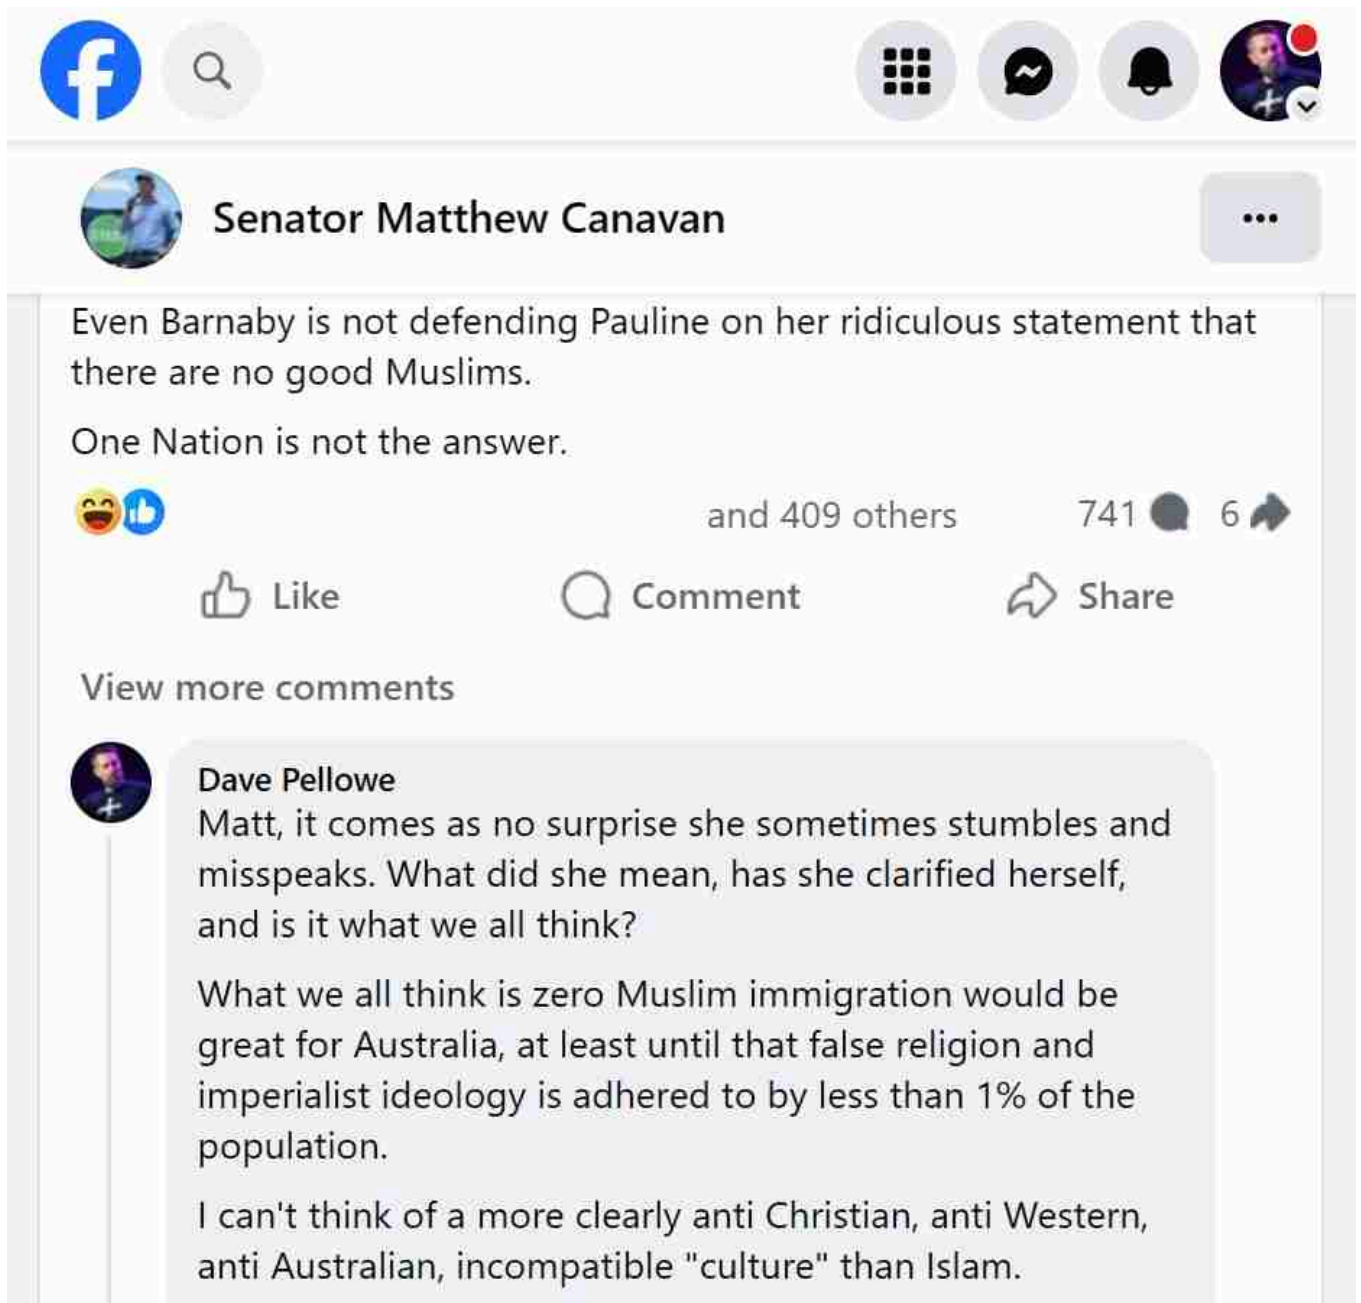 Senator Matthew Canavan
...
Even Barnaby is not defending Pauline on her ridiculous statement that
there are no good Muslims.
One Nation is not the answer.
and 409 others 741 6
Like Comment Share
View more comments
Dave Pellowe
Matt, it comes as no surprise she sometimes stumbles and
misspeaks. What did she mean, has she clarified herself,
and is it what we all think?
What we all think is zero Muslim immigration would be
great for Australia, at least until that false religion and
imperialist ideology is adhered to by less than 1% of the
population.
I can't think of a more clearly anti Christian, anti Western,
anti Australian, incompatible "culture" than Islam.